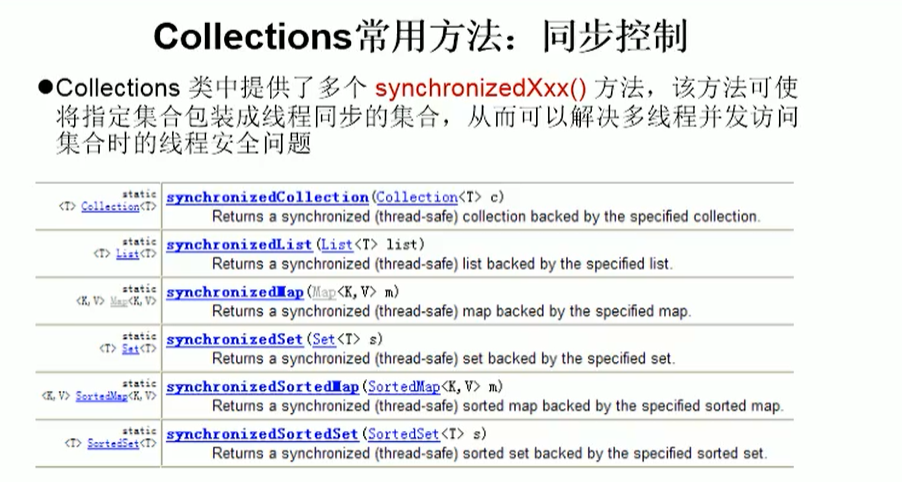 Collections常用方法：同步控制
●Collections 类中提供了多个 synchronizedXxx() 方法，该方法可使
将指定集合包装成线程同步的集合，从而可以解决多线程并发访问
集合时的线程安全问题
static synchronizedCollection(Collection<T> c)
<T> Collection<T> Returns a synchronized (thread-safe) collection backed by the specified collection.
static synchronizedList(List<T> list)
<T> List<T> Returns a synchronized (thread-safe) list backed by the specified list.
static synchronizedMap(Map<K,V> m)
<K,V> Map<K,V> Returns a synchronized (thread-safe) map backed by the specified map.
static synchronizedSet(Set<T> s)
<T> Set<T> Returns a synchronized (thread-safe) set backed by the specified set.
static synchronizedSortedMap(SortedMap<K,V> m)
<K,V> SortedMap<K,V> Returns a synchronized (thread-safe) sorted map backed by the specified sorted map.
static synchronizedSortedSet(SortedSet<T> s)
<T> SortedSet<T> Returns a synchronized (thread-safe) sorted set backed by the specified sorted set.